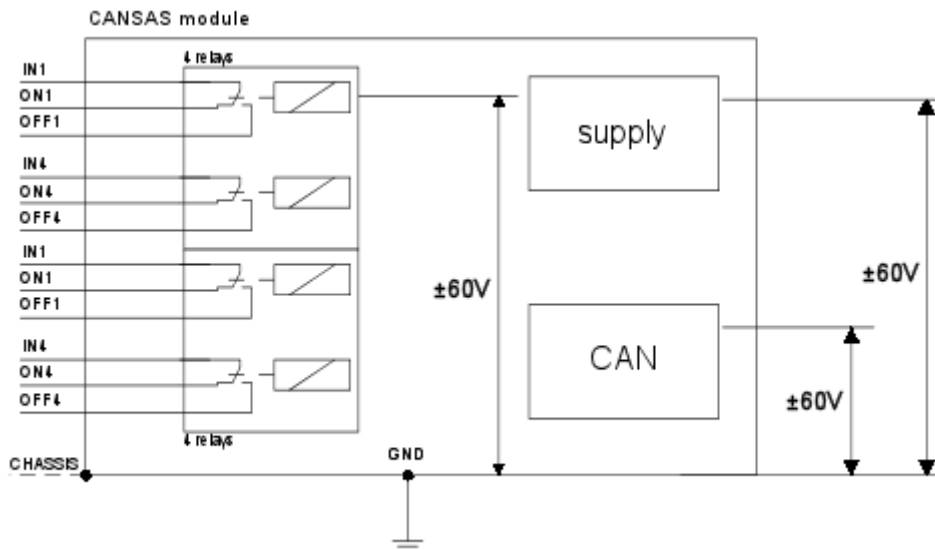 CANSAS module
4 relays
IN1
ON1
OFF1
supply
IN4
ON4
OFF4
IN1
ON1
OFF1
±60V
±60V
IN4
ON4
OFF4
CAN
±60V
4 relays
CHASSIS
GND